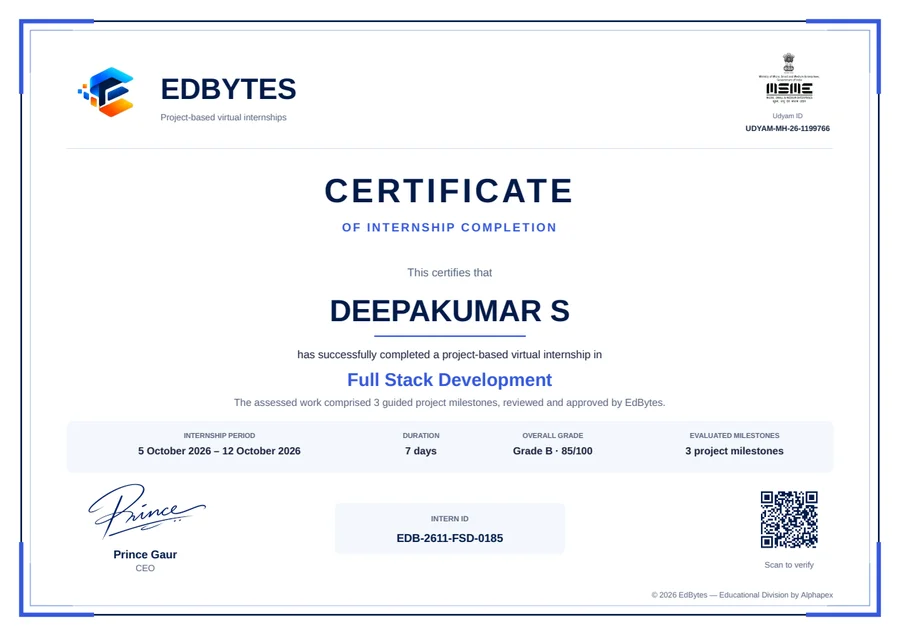 EDBYTES
Project-based virtual internships
MSME
Udyam ID
UDYAM-MH-26-1199766
CERTIFICATE
OF INTERNSHIP COMPLETION
This certifies that
DEEPAKUMAR S
has successfully completed a project-based virtual internship in
Full Stack Development
The assessed work comprised 3 guided project milestones, reviewed and approved by EdBytes.
INTERNSHIP PERIOD
5 October 2026 – 12 October 2026
DURATION
7 days
OVERALL GRADE
Grade B · 85/100
EVALUATED MILESTONES
3 project milestones
Prince
Prince Gaur
CEO
INTERN ID
EDB-2611-FSD-0185
Scan to verify
© 2026 EdBytes — Educational Division by Alphapex